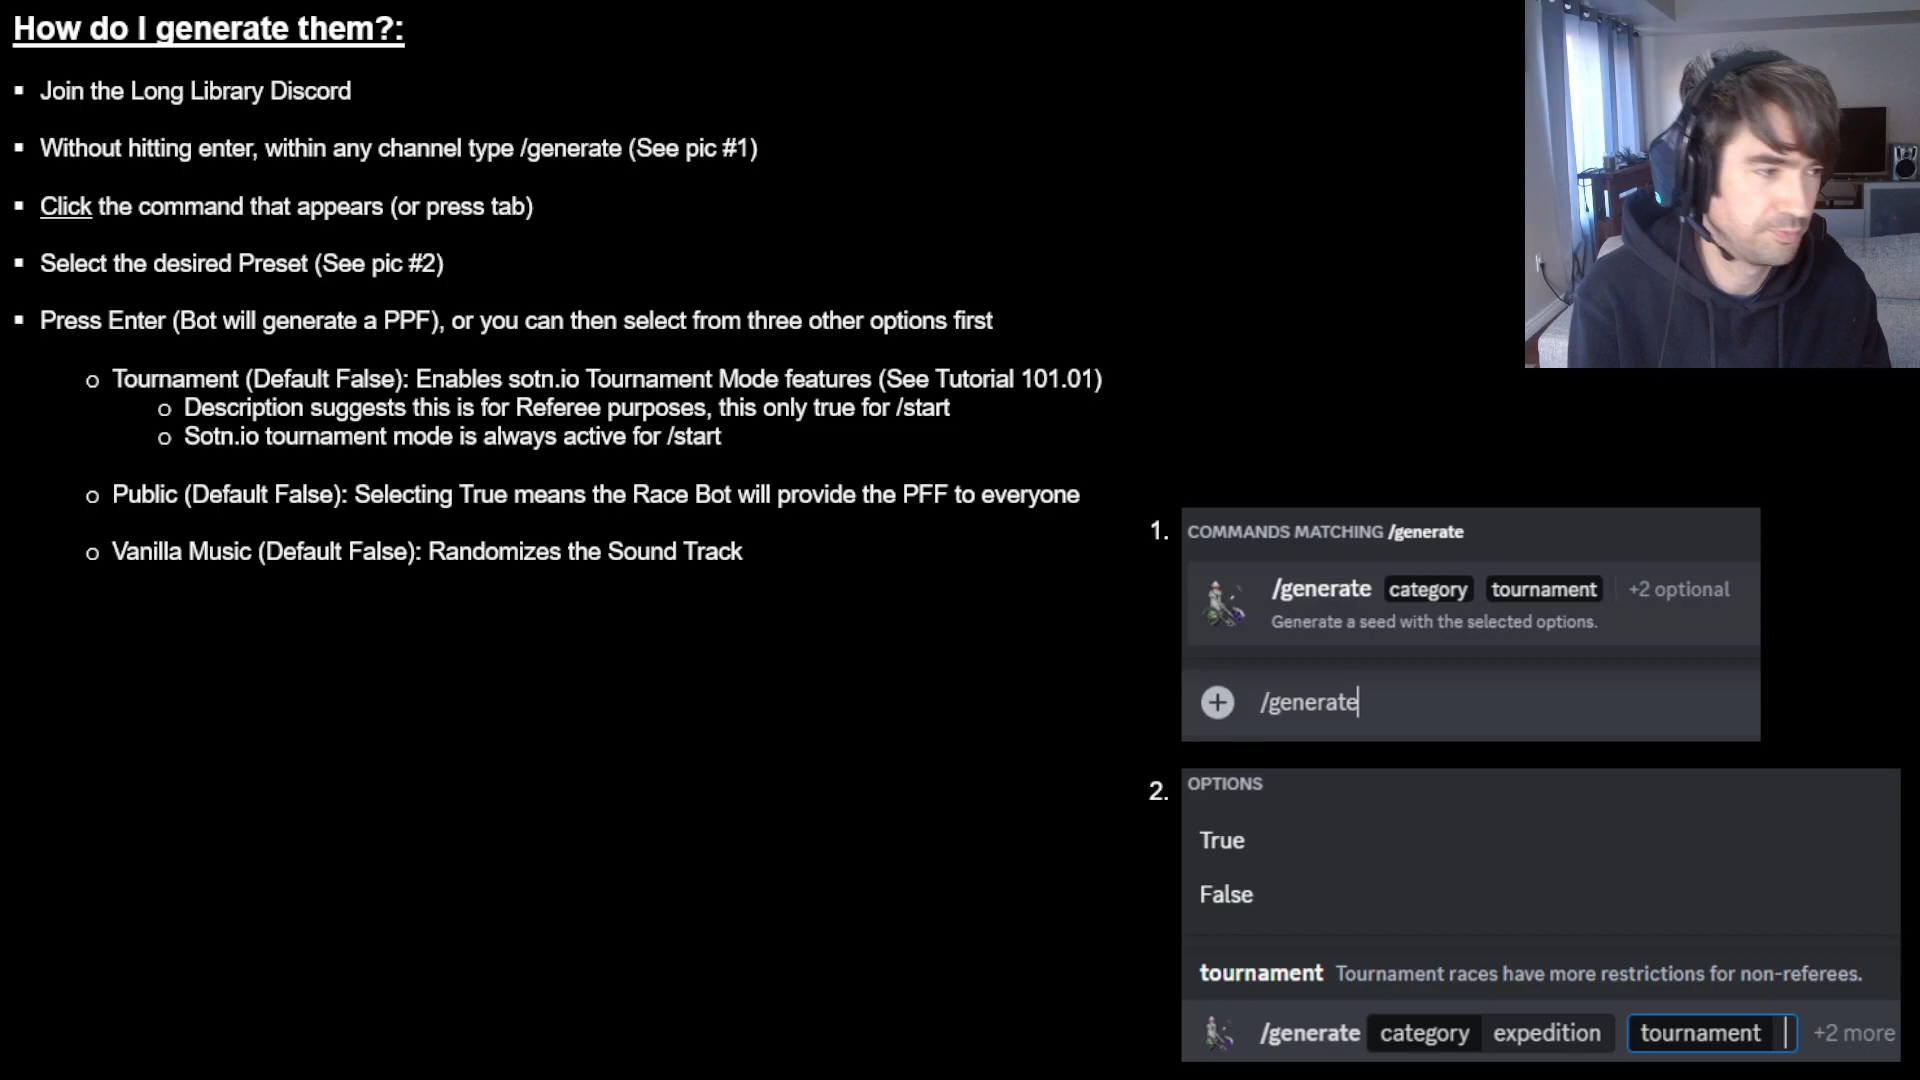 How do I generate them?:
▪ Join the Long Library Discord
▪ Without hitting enter, within any channel type /generate (See pic #1)
▪ Click the command that appears (or press tab)
▪ Select the desired Preset (See pic #2)
▪ Press Enter (Bot will generate a PPF), or you can then select from three other options first
o Tournament (Default False): Enables sotn.io Tournament Mode features (See Tutorial 101.01)
o Description suggests this is for Referee purposes, this only true for /start
o Sotn.io tournament mode is always active for /start
o Public (Default False): Selecting True means the Race Bot will provide the PFF to everyone
o Vanilla Music (Default False): Randomizes the Sound Track
1.
COMMANDS MATCHING /generate
/generate category tournament +2 optional
Generate a seed with the selected options.
/generate
2.
OPTIONS
True
False
tournament Tournament races have more restrictions for non-referees.
/generate category expedition tournament +2 more